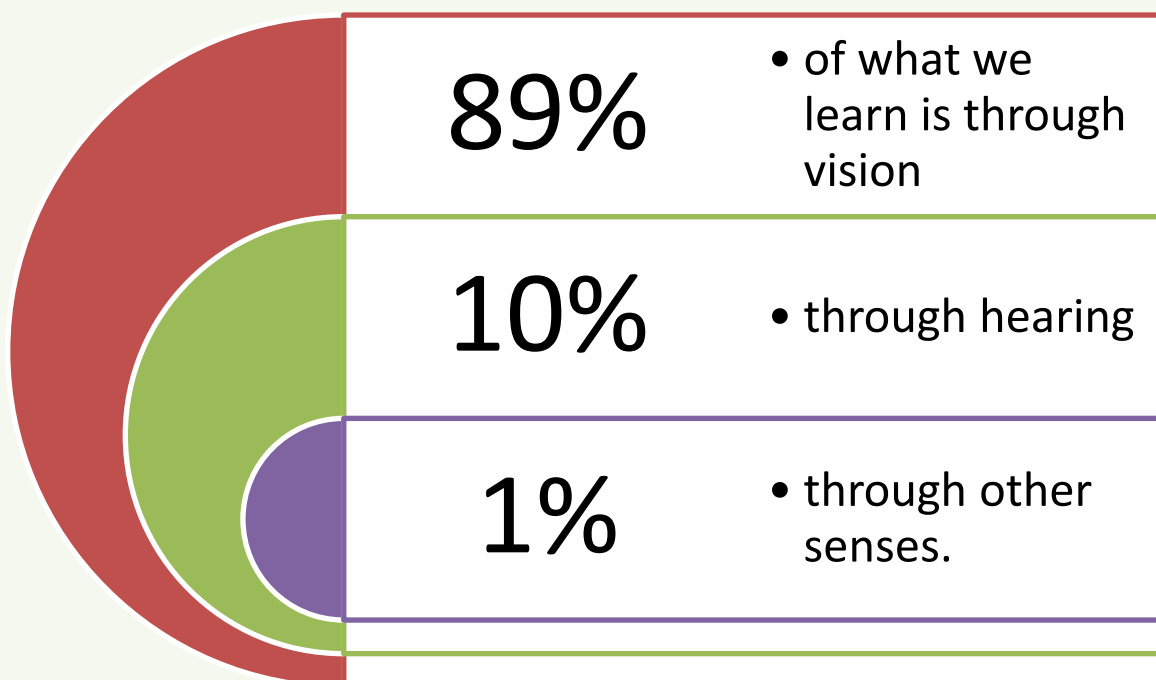 89%
• of what we
learn is through
vision
10%
• through hearing
1%
• through other
senses.